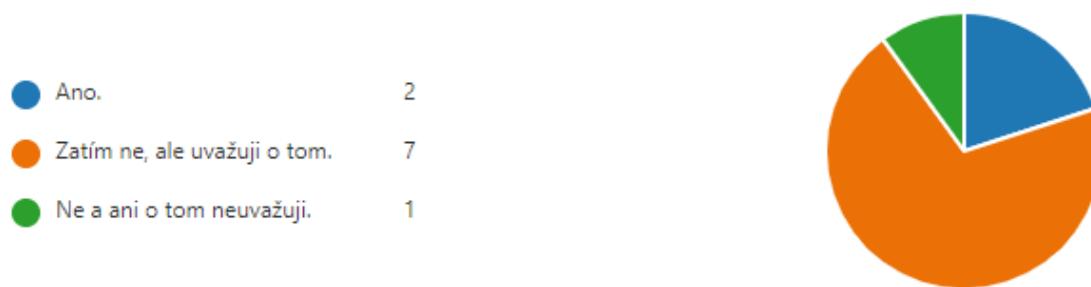 Ano. 2
Zatím ne, ale uvažuji o tom. 7
Ne a ani o tom neuvažuji. 1